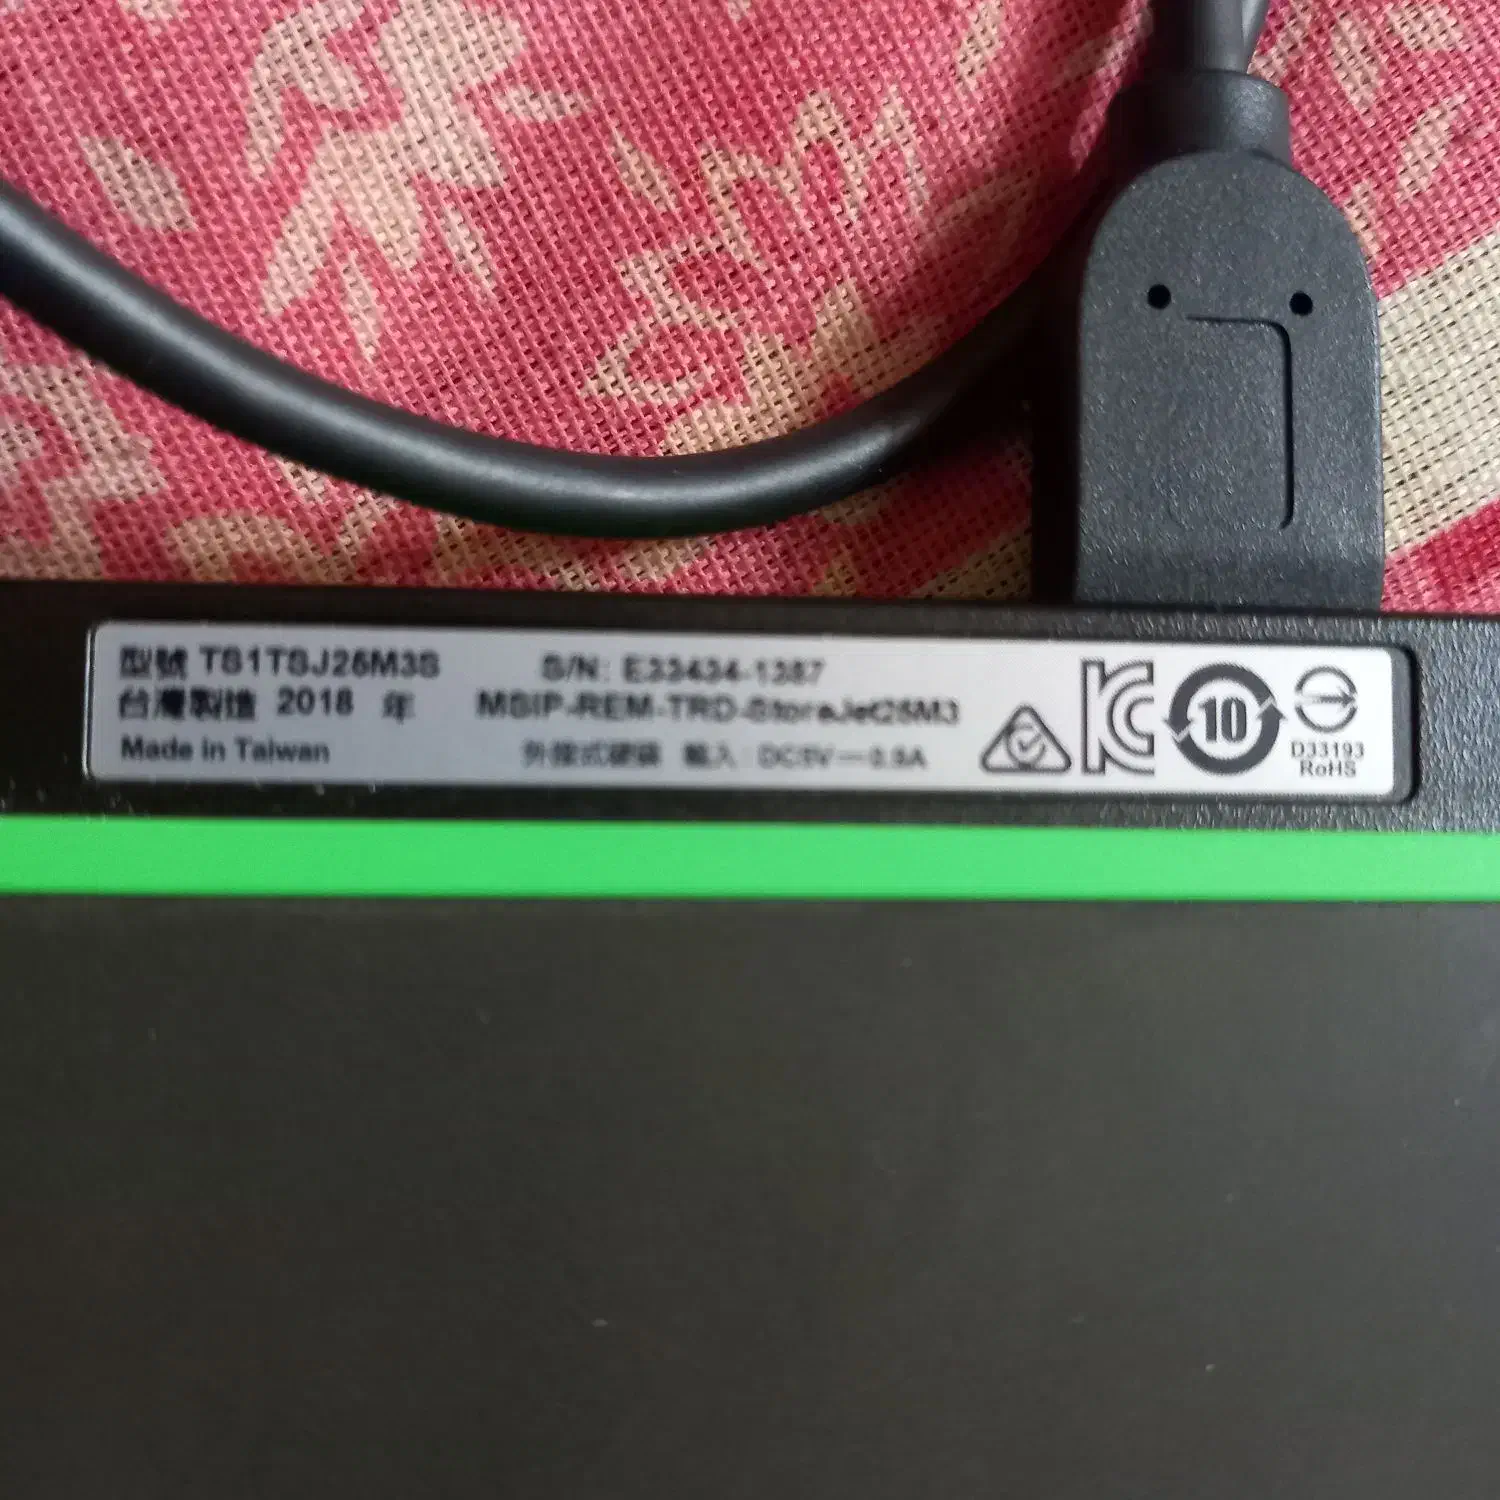 型號 TS1TSJ25M3S S/N: E33434-1387
台灣製造 2018 年 MSIP-REM-TRD-StoreJet25M3
Made in Taiwan 外接式硬碟 輸入: DC5V⎓0.9A
10
D33193
RoHS